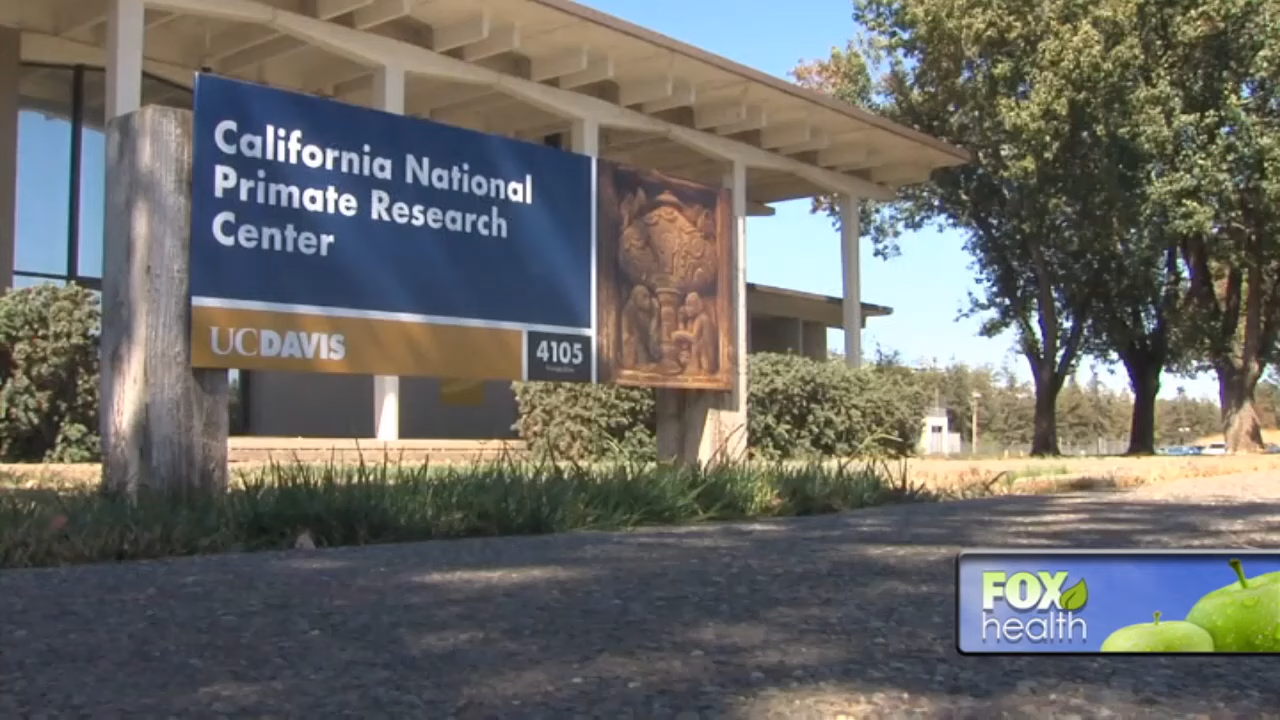 California National
Primate Research
Center
UCDAVIS
4105
FOX
health